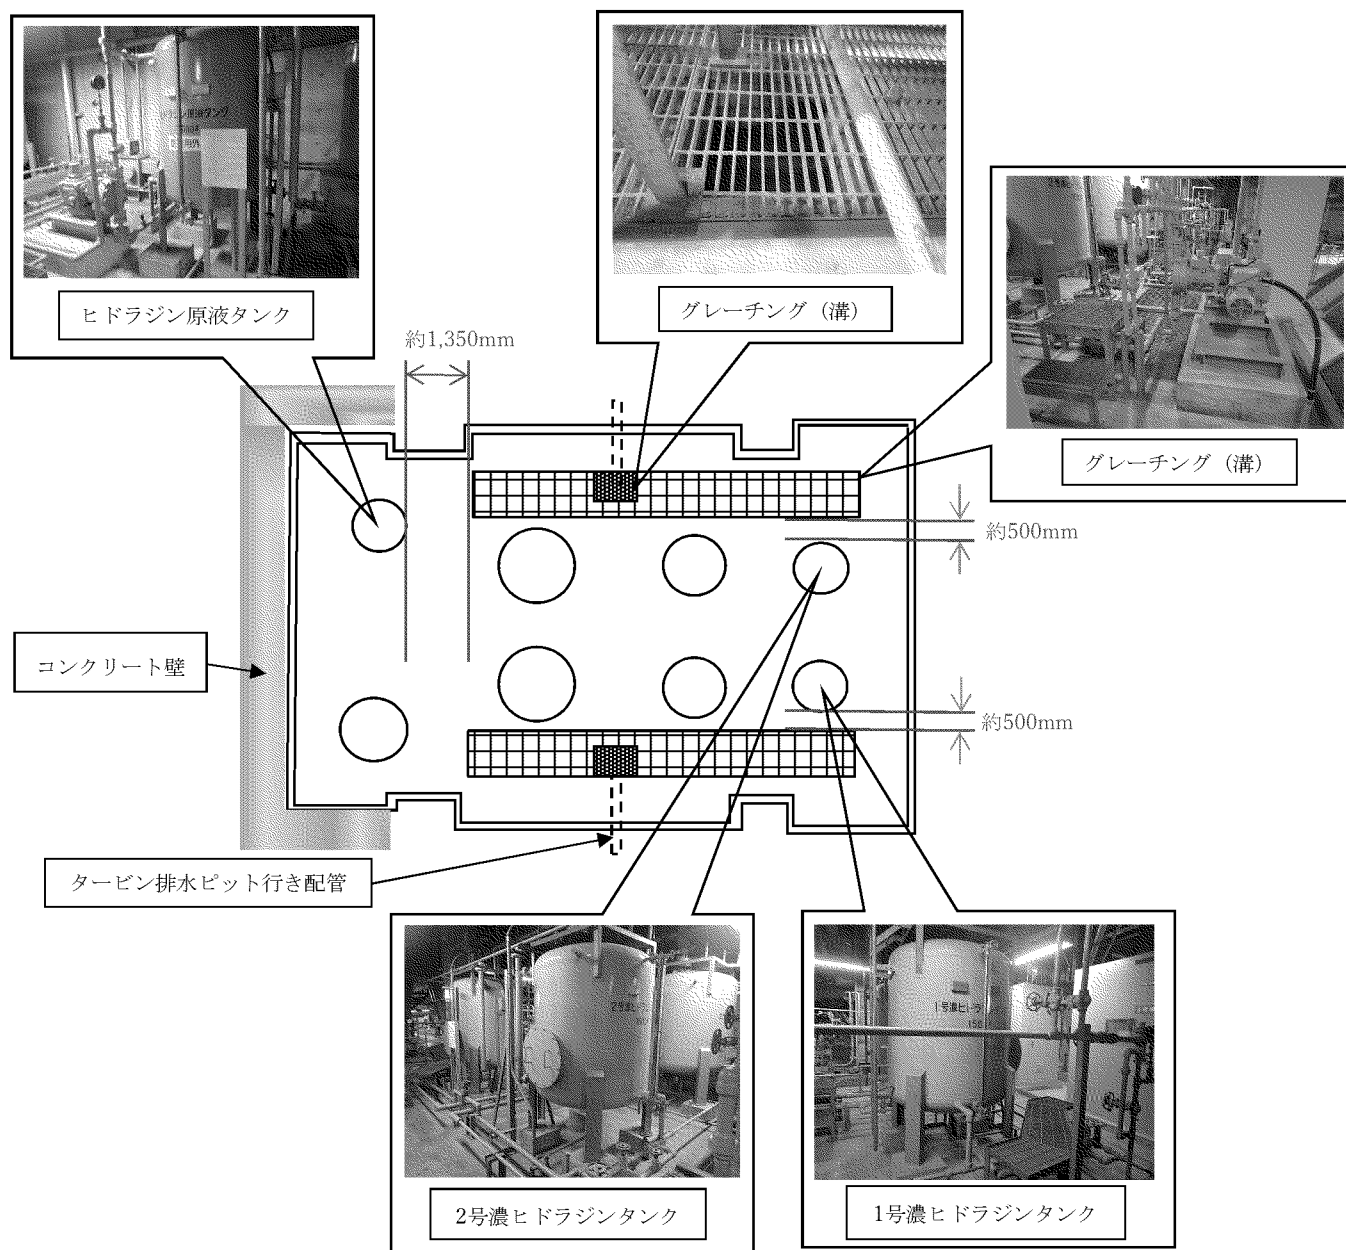 ヒドラジン原液タンク
グレーチング（溝）
約1,350mm
グレーチング（溝）
約500mm
コンクリート壁
約500mm
タービン排水ピット行き配管
2号濃ヒドラジンタンク
1号濃ヒドラジンタンク